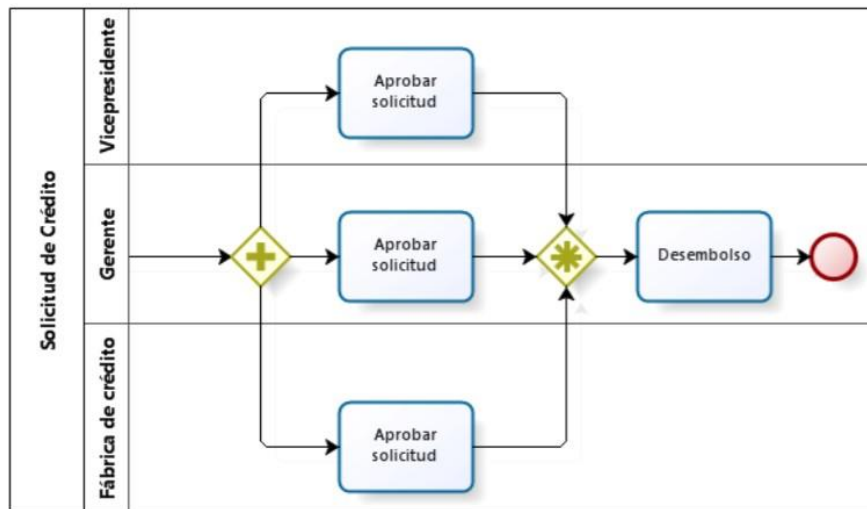 Solicitud de Crédito
Vicepresidente
Aprobar
solicitud
Gerente
Aprobar
solicitud
Desembolso
Fábrica de crédito
Aprobar
solicitud